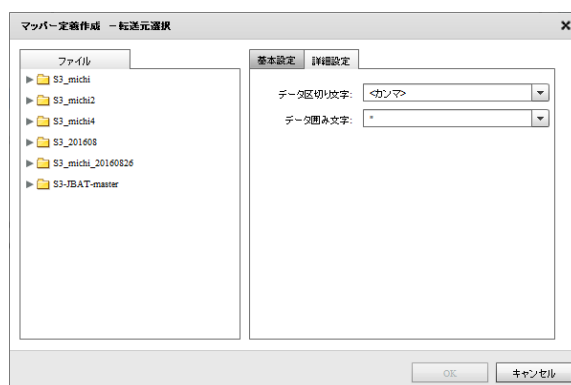 マッパー定義作成 －転送元選択
ファイル
S3_michi
S3_michi2
S3_michi4
S3_201608
S3_michi_20160826
S3-JBAT-master
基本設定 詳細設定
データ区切り文字: <カンマ>
データ囲み文字: "
OK キャンセル